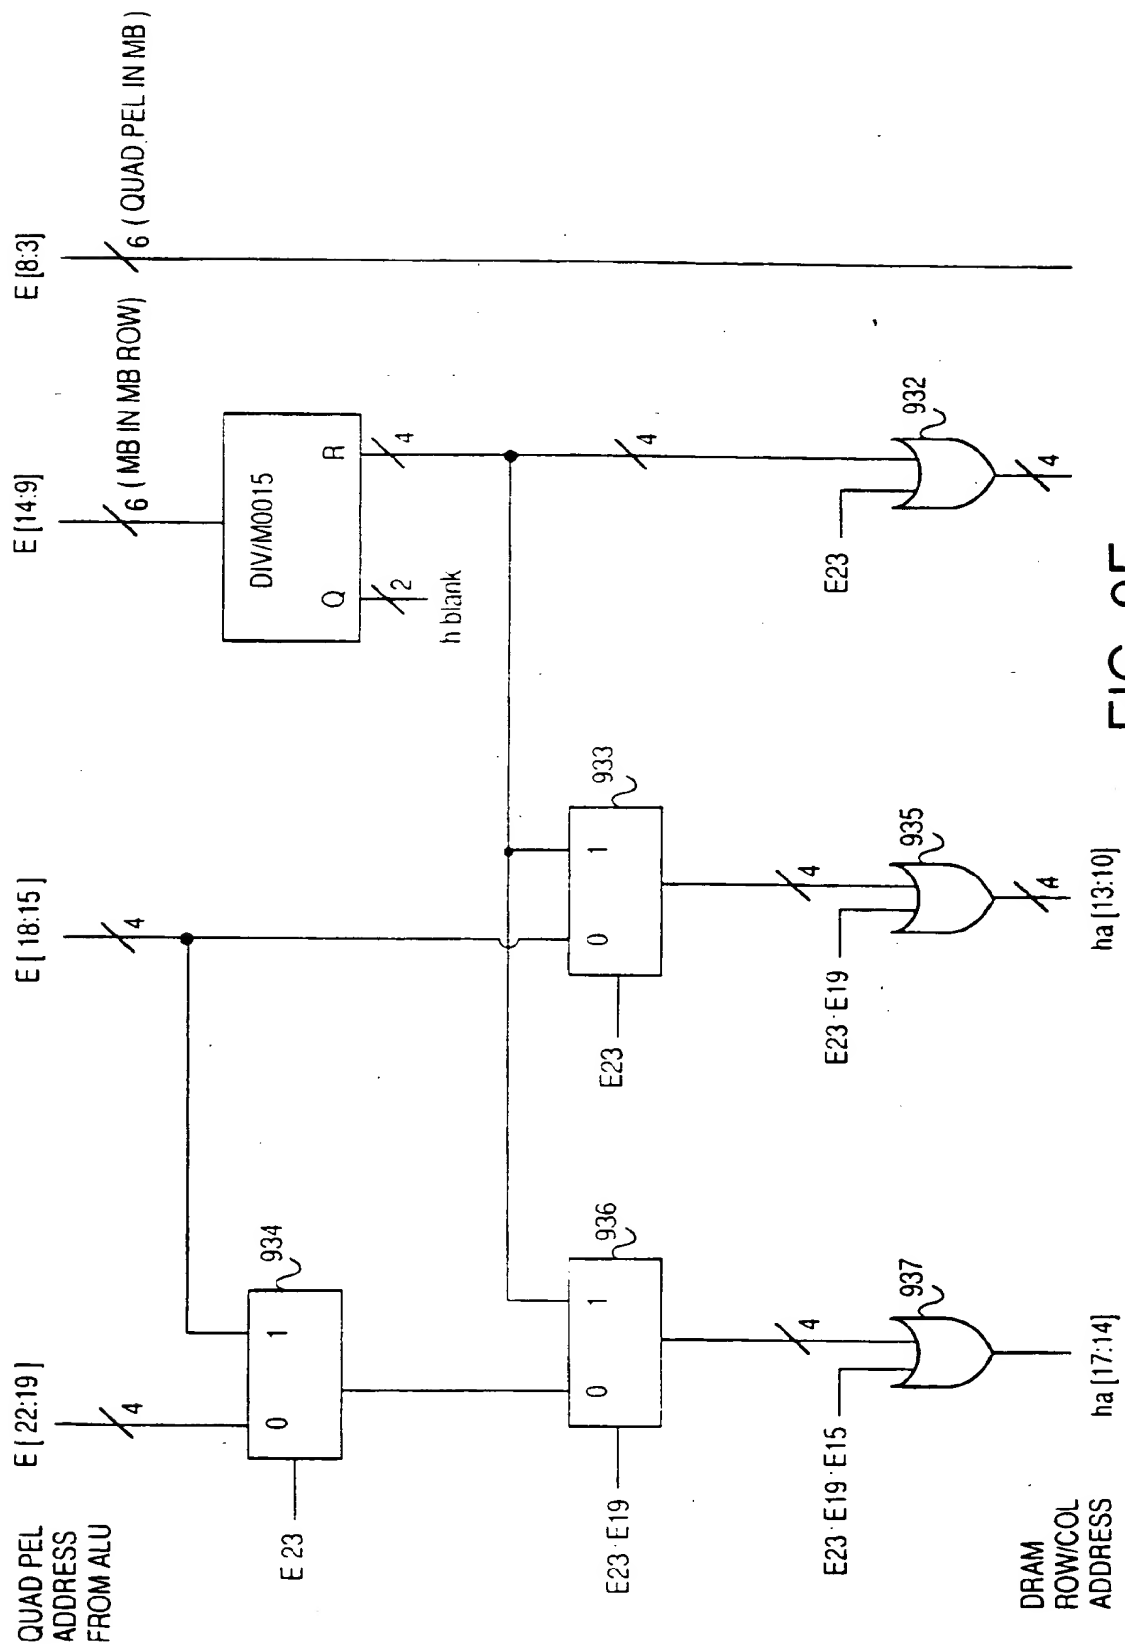 QUAD PEL
ADDRESS
FROM ALU
E [ 22:19 ]
E [ 18:15 ]
E [14:9]
E [8:3]
4
4
6 ( MB IN MB ROW)
6 ( QUAD PEL IN MB )
934
0 1
E 23
DIV/M0015
Q R
2
4
h blank
936
0 1
E23 · E19
933
0 1
E23
4
4
4
937
E23 · E19 · E15
935
E23 · E19
932
E23
4
4
DRAM
ROW/COL
ADDRESS
ha [17:14]
ha [13:10]